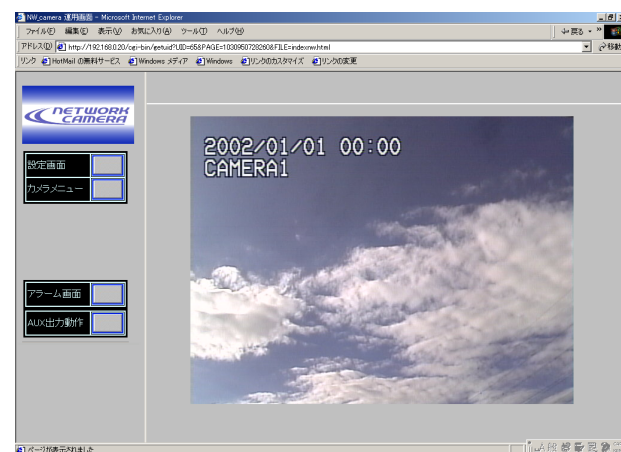 NW_camera 運用画面 - Microsoft Internet Explorer
ファイル(F) 編集(E) 表示(V) お気に入り(A) ツール(T) ヘルプ(H)
戻る
アドレス(D) http://192.168.0.20/cgi-bin/getuid?UID=65&PAGE=1030950728260&FILE=indexnw.html
移動
リンク HotMail の無料サービス Windows メディア Windows リンクのカスタマイズ リンクの変更
NETWORK
CAMERA
2002/01/01 00:00
CAMERA1
設定画面
カメラメニュー
アラーム画面
AUX出力動作
ページが表示されました